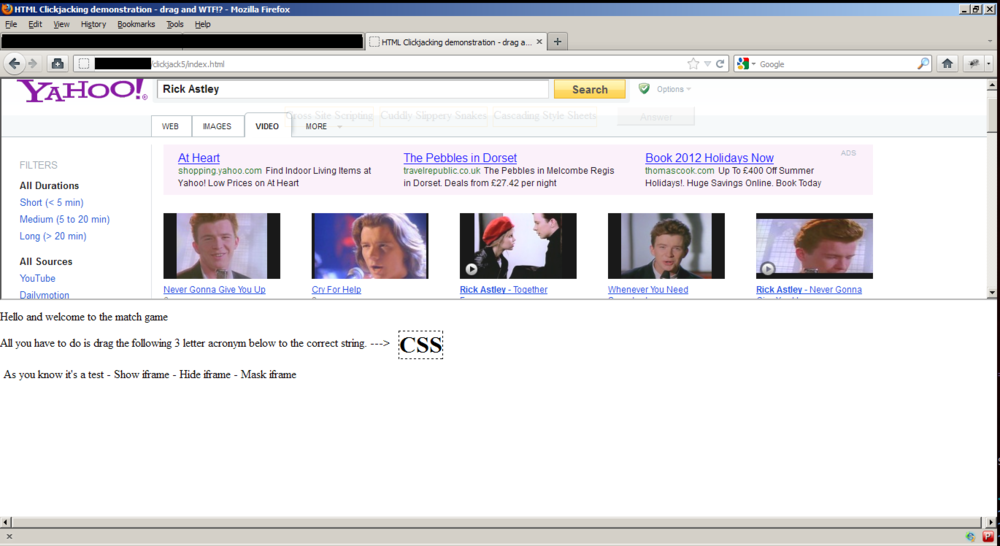 HTML Clickjacking demonstration - drag and WTF!? - Mozilla Firefox
File Edit View History Bookmarks Tools Help
HTML Clickjacking demonstration - drag a...
/clickjack5/index.html
Google
YAHOO!
Rick Astley
Search
Options
Cross Site Scripting Cuddly Slippery Snakes Cascading Style Sheets
Answer
WEB IMAGES VIDEO MORE
FILTERS
All Durations
Short (< 5 min)
Medium (5 to 20 min)
Long (> 20 min)
All Sources
YouTube
Dailymotion
ADS
At Heart
shopping.yahoo.com Find Indoor Living Items at
Yahoo! Low Prices on At Heart
The Pebbles in Dorset
travelrepublic.co.uk The Pebbles in Melcombe Regis
in Dorset. Deals from £27.42 per night
Book 2012 Holidays Now
thomascook.com Up To £400 Off Summer
Holidays!. Huge Savings Online. Book Today
Never Gonna Give You Up
Cry For Help
Rick Astley - Together
Whenever You Need
Rick Astley - Never Gonna
Hello and welcome to the match game
All you have to do is drag the following 3 letter acronym below to the correct string. --->
CSS
As you know it's a test - Show iframe - Hide iframe - Mask iframe